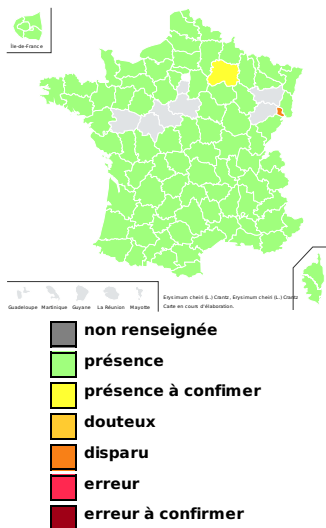 Île-de-France
Guadeloupe Martinique Guyane La Réunion Mayotte
Erysimum cheiri (L.) Crantz, Erysimum cheiri (L.) Crantz
Carte en cours d'élaboration.
non renseignée
présence
présence à confimer
douteux
disparu
erreur
erreur à confirmer